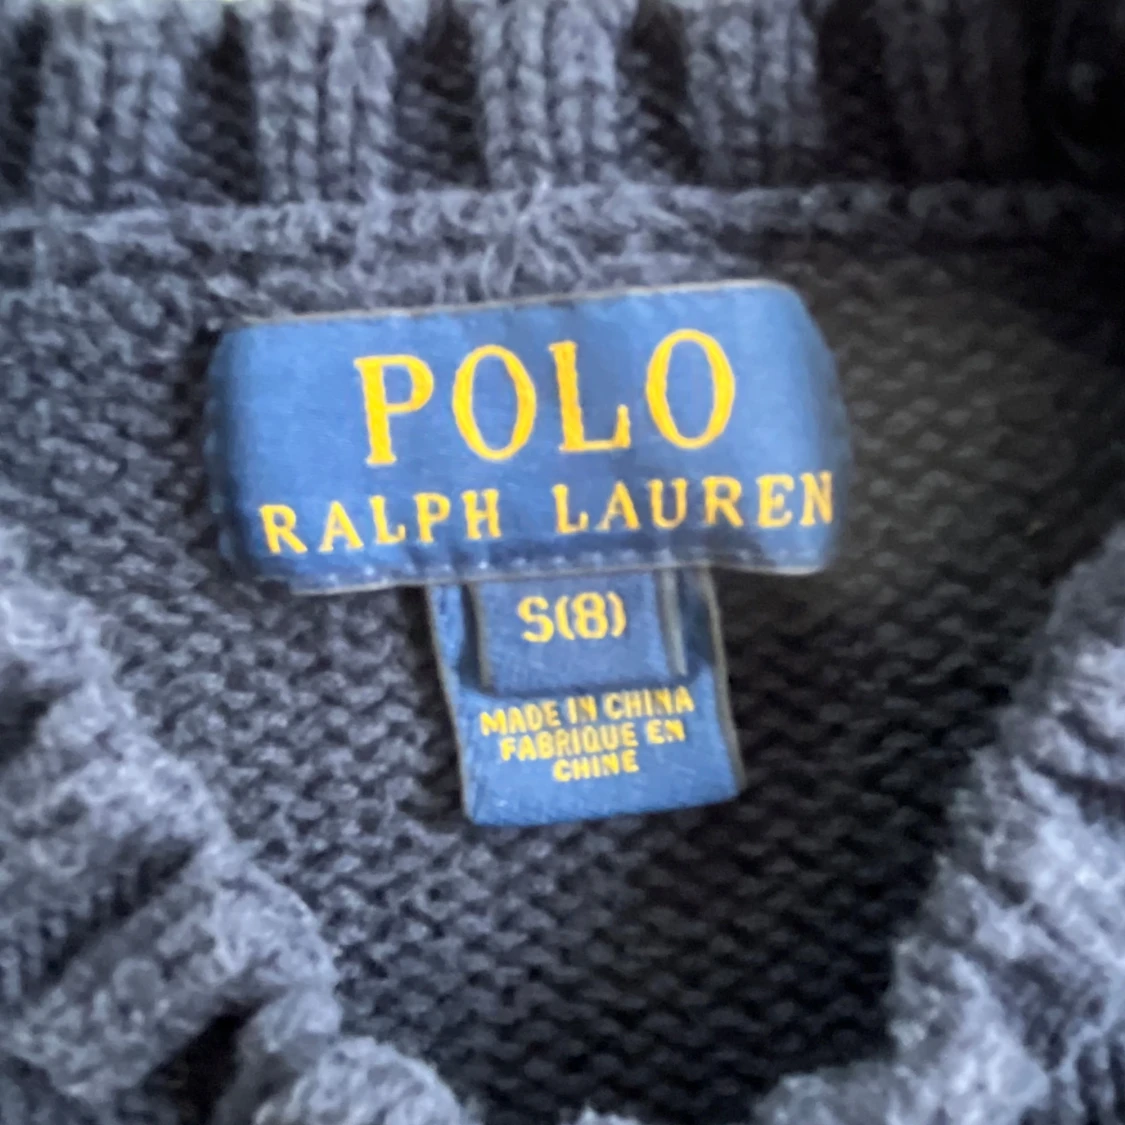 POLO
RALPH LAUREN
S(8)
MADE IN CHINA
FABRIQUE EN
CHINE